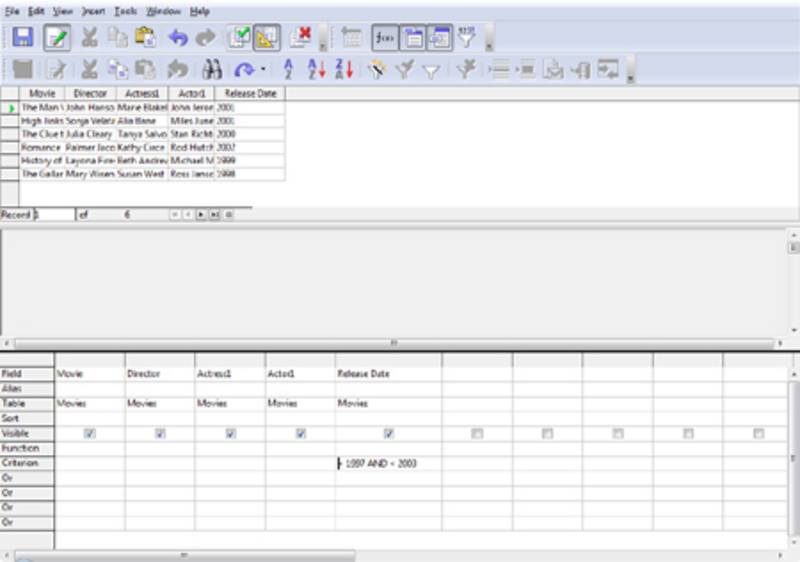 File Edit View Insert Tools Window Help
Movie Director Actress1 Actor1 Release Date
The Man John Hanso Marie Blakel John Jeron 2001
High Jinks Sonja Velatz Alia Bane Miles June 2001
The Clue t Julia Cleary Tanya Salvo Stan Richt 2000
Romance Palmer Jaco Kathy Circe Rod Hutch 2002
History of Layona Fire Beth Andrew Michael M 1999
The Gallar Mary Wisen Susan West Ross Janse 1998
Record 1 of 6
Field Movie Director Actress1 Actor1 Release Date
Alias
Table Movies Movies Movies Movies Movies
Sort
Visible
Function
Criterion > 1997 AND < 2003
Or
Or
Or
Or